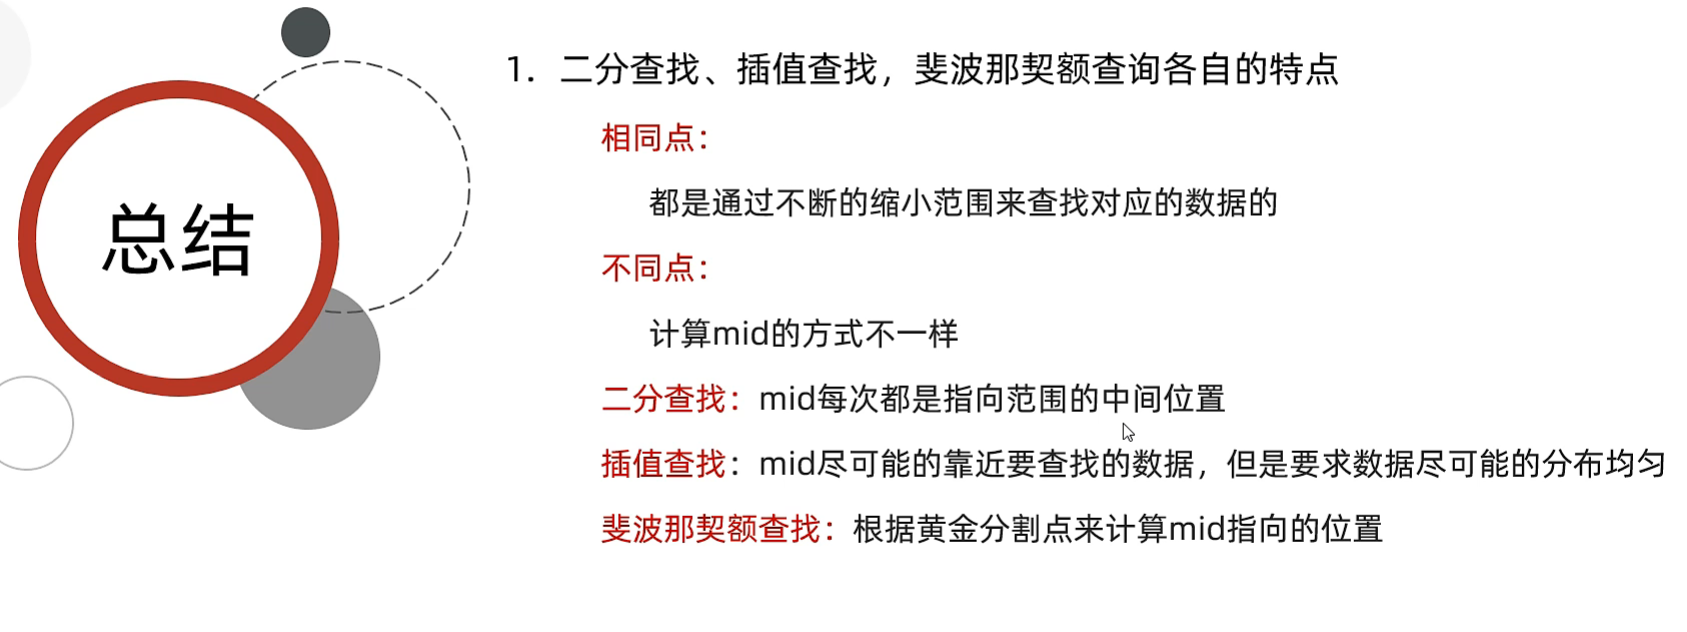 总结
1. 二分查找、插值查找，斐波那契额查询各自的特点
相同点：
都是通过不断的缩小范围来查找对应的数据的
不同点：
计算mid的方式不一样
二分查找：mid每次都是指向范围的中间位置
插值查找：mid尽可能的靠近要查找的数据，但是要求数据尽可能的分布均匀
斐波那契额查找：根据黄金分割点来计算mid指向的位置